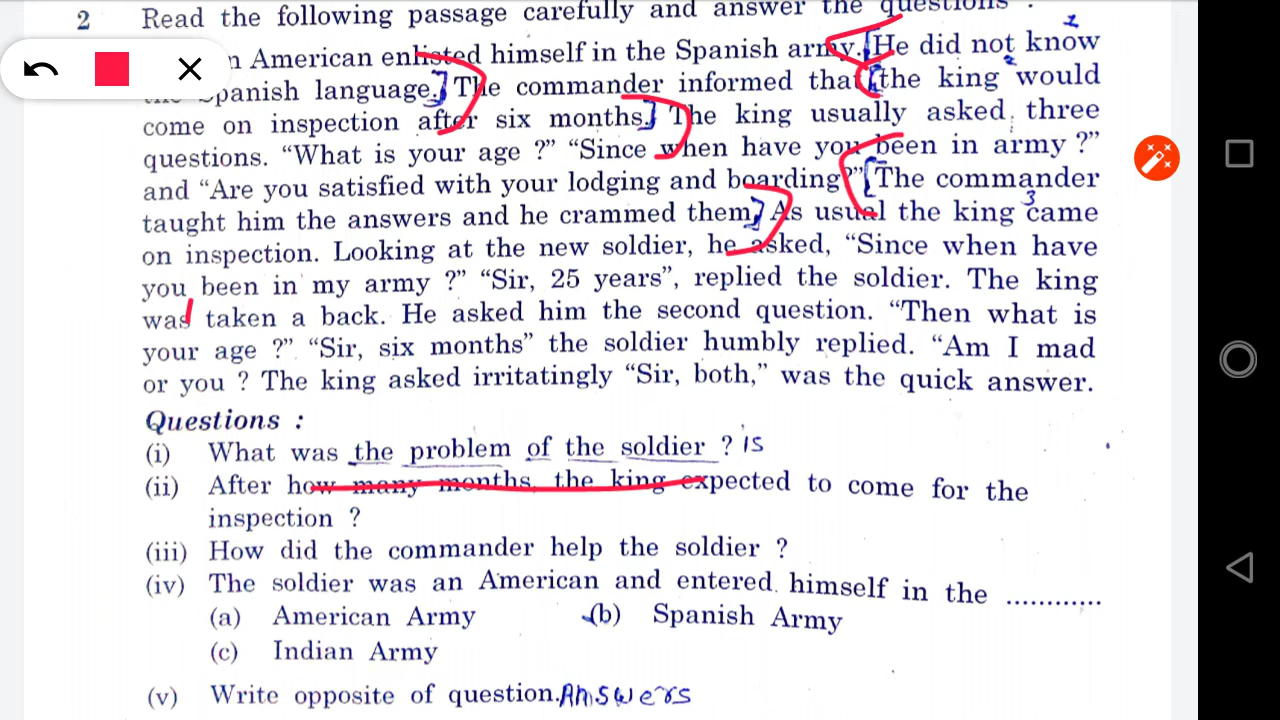 2 Read the following passage carefully and answer the questions :
n American enlisted himself in the Spanish army. [He did not know 1
Spanish language.] The commander informed that [the king would 2
come on inspection after six months.] The king usually asked three
questions. “What is your age ?” “Since when have you been in army ?”
and “Are you satisfied with your lodging and boarding?” [The commander
taught him the answers and he crammed them.] As usual the king came 3
on inspection. Looking at the new soldier, he asked, “Since when have
you been in my army ?” “Sir, 25 years”, replied the soldier. The king
was taken a back. He asked him the second question. “Then what is
your age ?” “Sir, six months” the soldier humbly replied. “Am I mad
or you ? The king asked irritatingly “Sir, both,” was the quick answer.
Questions :
(i) What was the problem of the soldier ? is
(ii) After how many months, the king expected to come for the
inspection ?
(iii) How did the commander help the soldier ?
(iv) The soldier was an American and entered himself in the ............
(a) American Army (b) Spanish Army
(c) Indian Army
(v) Write opposite of question. Answers